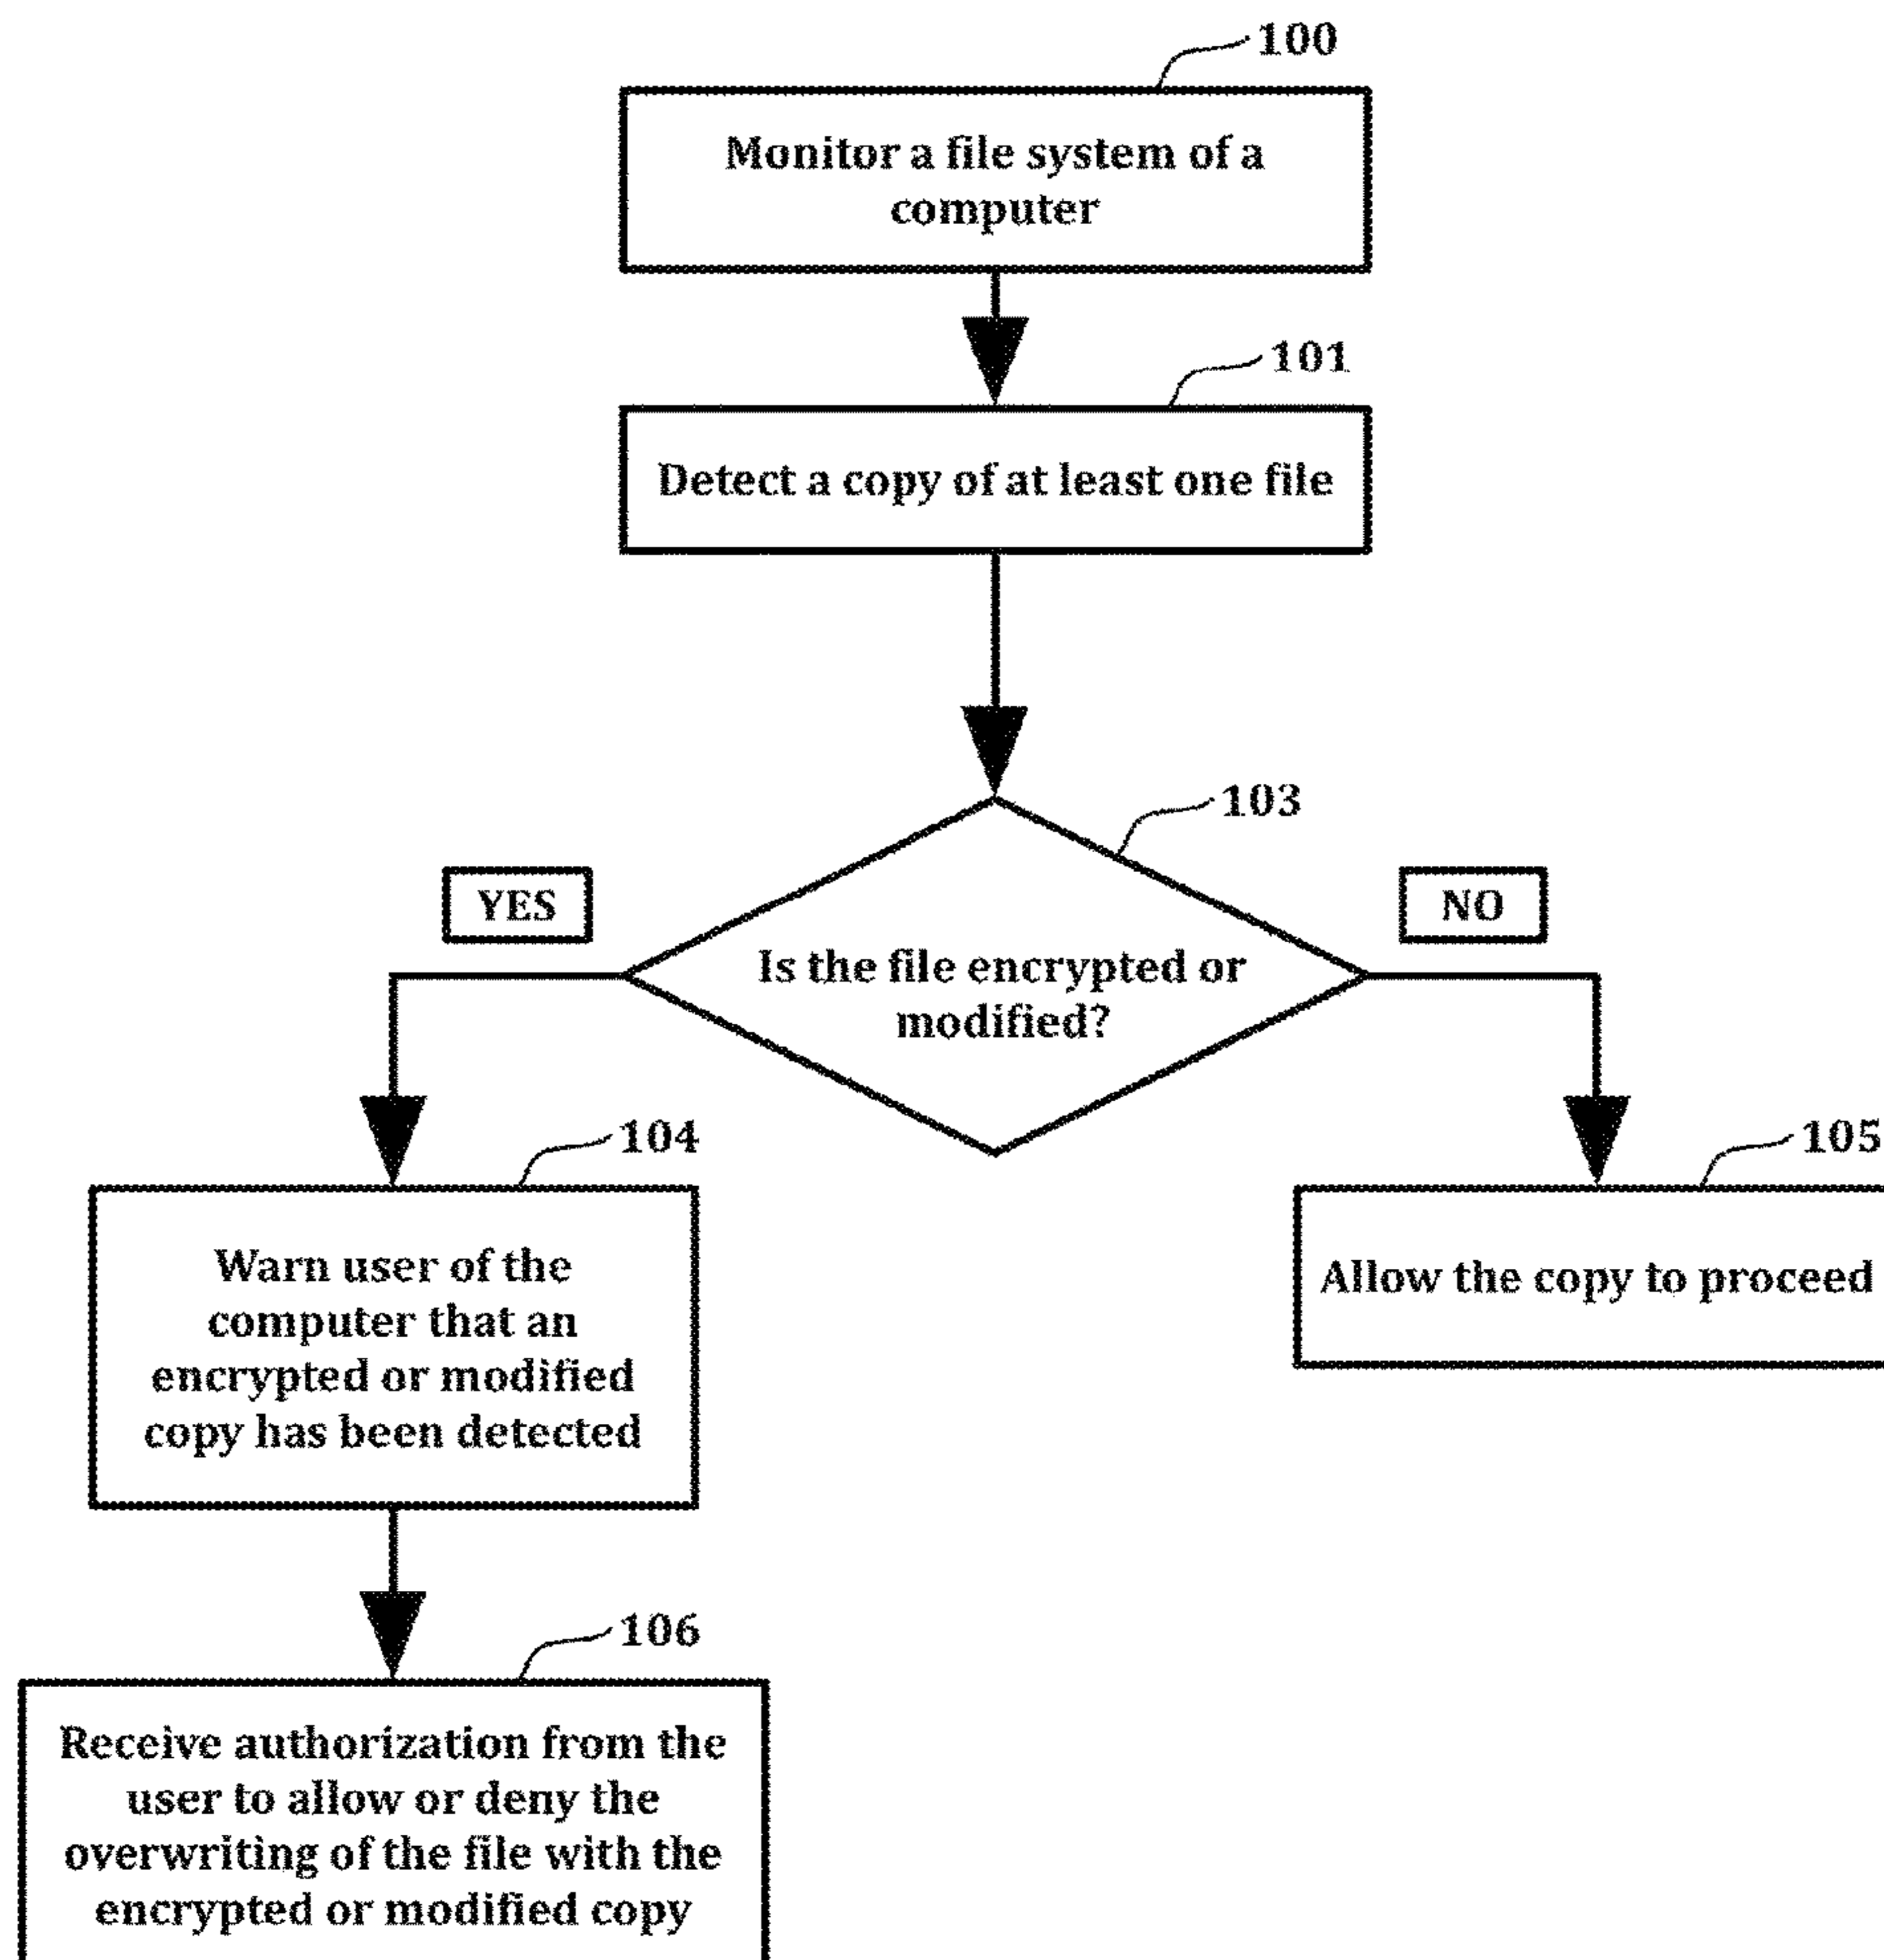 100
Monitor a file system of a
computer
101
Detect a copy of at least one file
103
YES
NO
Is the file encrypted or
modified?
104
105
Warn user of the
computer that an
encrypted or modified
copy has been detected
Allow the copy to proceed
106
Receive authorization from the
user to allow or deny the
overwriting of the file with the
encrypted or modified copy